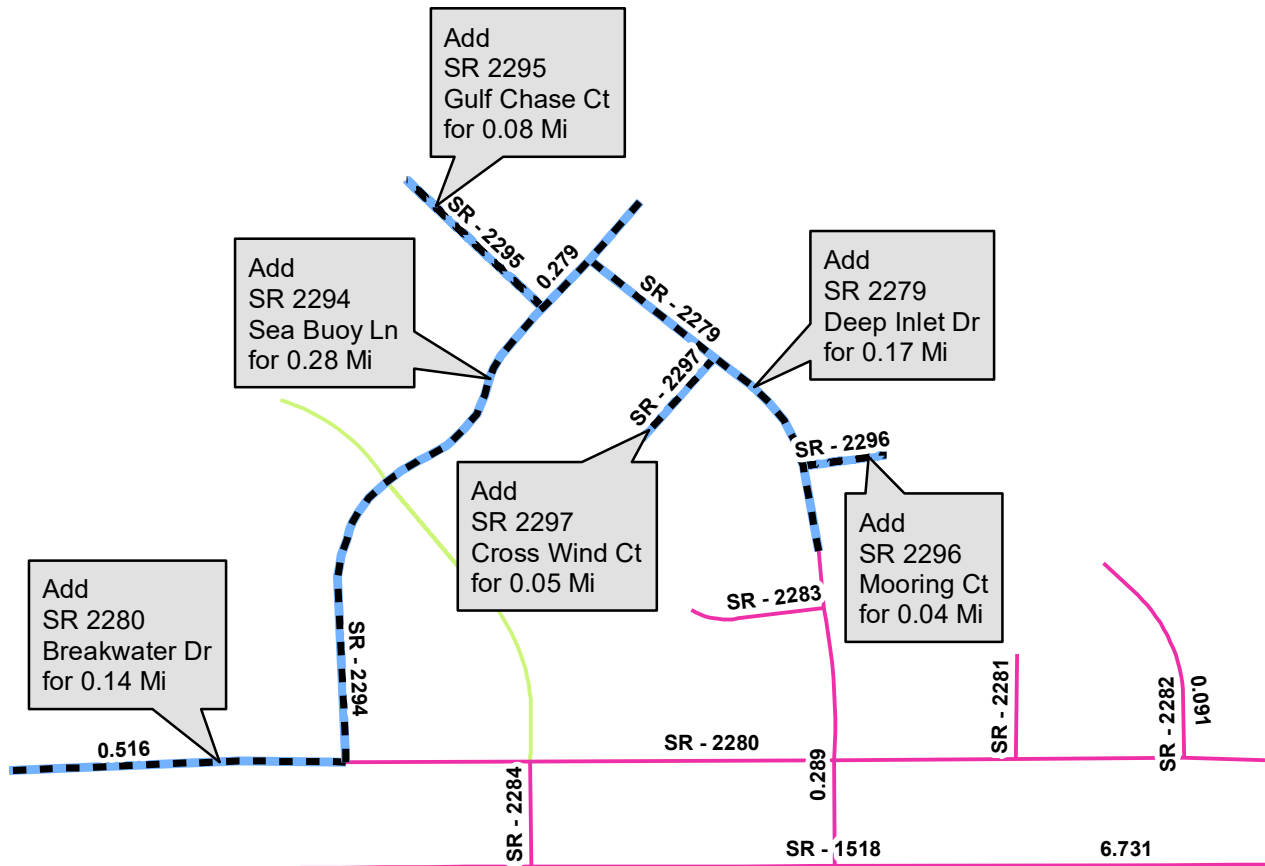 Add
SR 2295
Gulf Chase Ct
for 0.08 Mi
SR - 2295
0.279
Add
SR 2294
Sea Buoy Ln
for 0.28 Mi
Add
SR 2279
Deep Inlet Dr
for 0.17 Mi
SR - 2279
SR - 2297
SR - 2296
Add
SR 2297
Cross Wind Ct
for 0.05 Mi
Add
SR 2296
Mooring Ct
for 0.04 Mi
Add
SR 2280
Breakwater Dr
for 0.14 Mi
SR - 2283
SR - 2294
SR - 2281
SR - 2282
0.091
0.516
SR - 2280
0.289
SR - 2284
SR - 1518
6.731